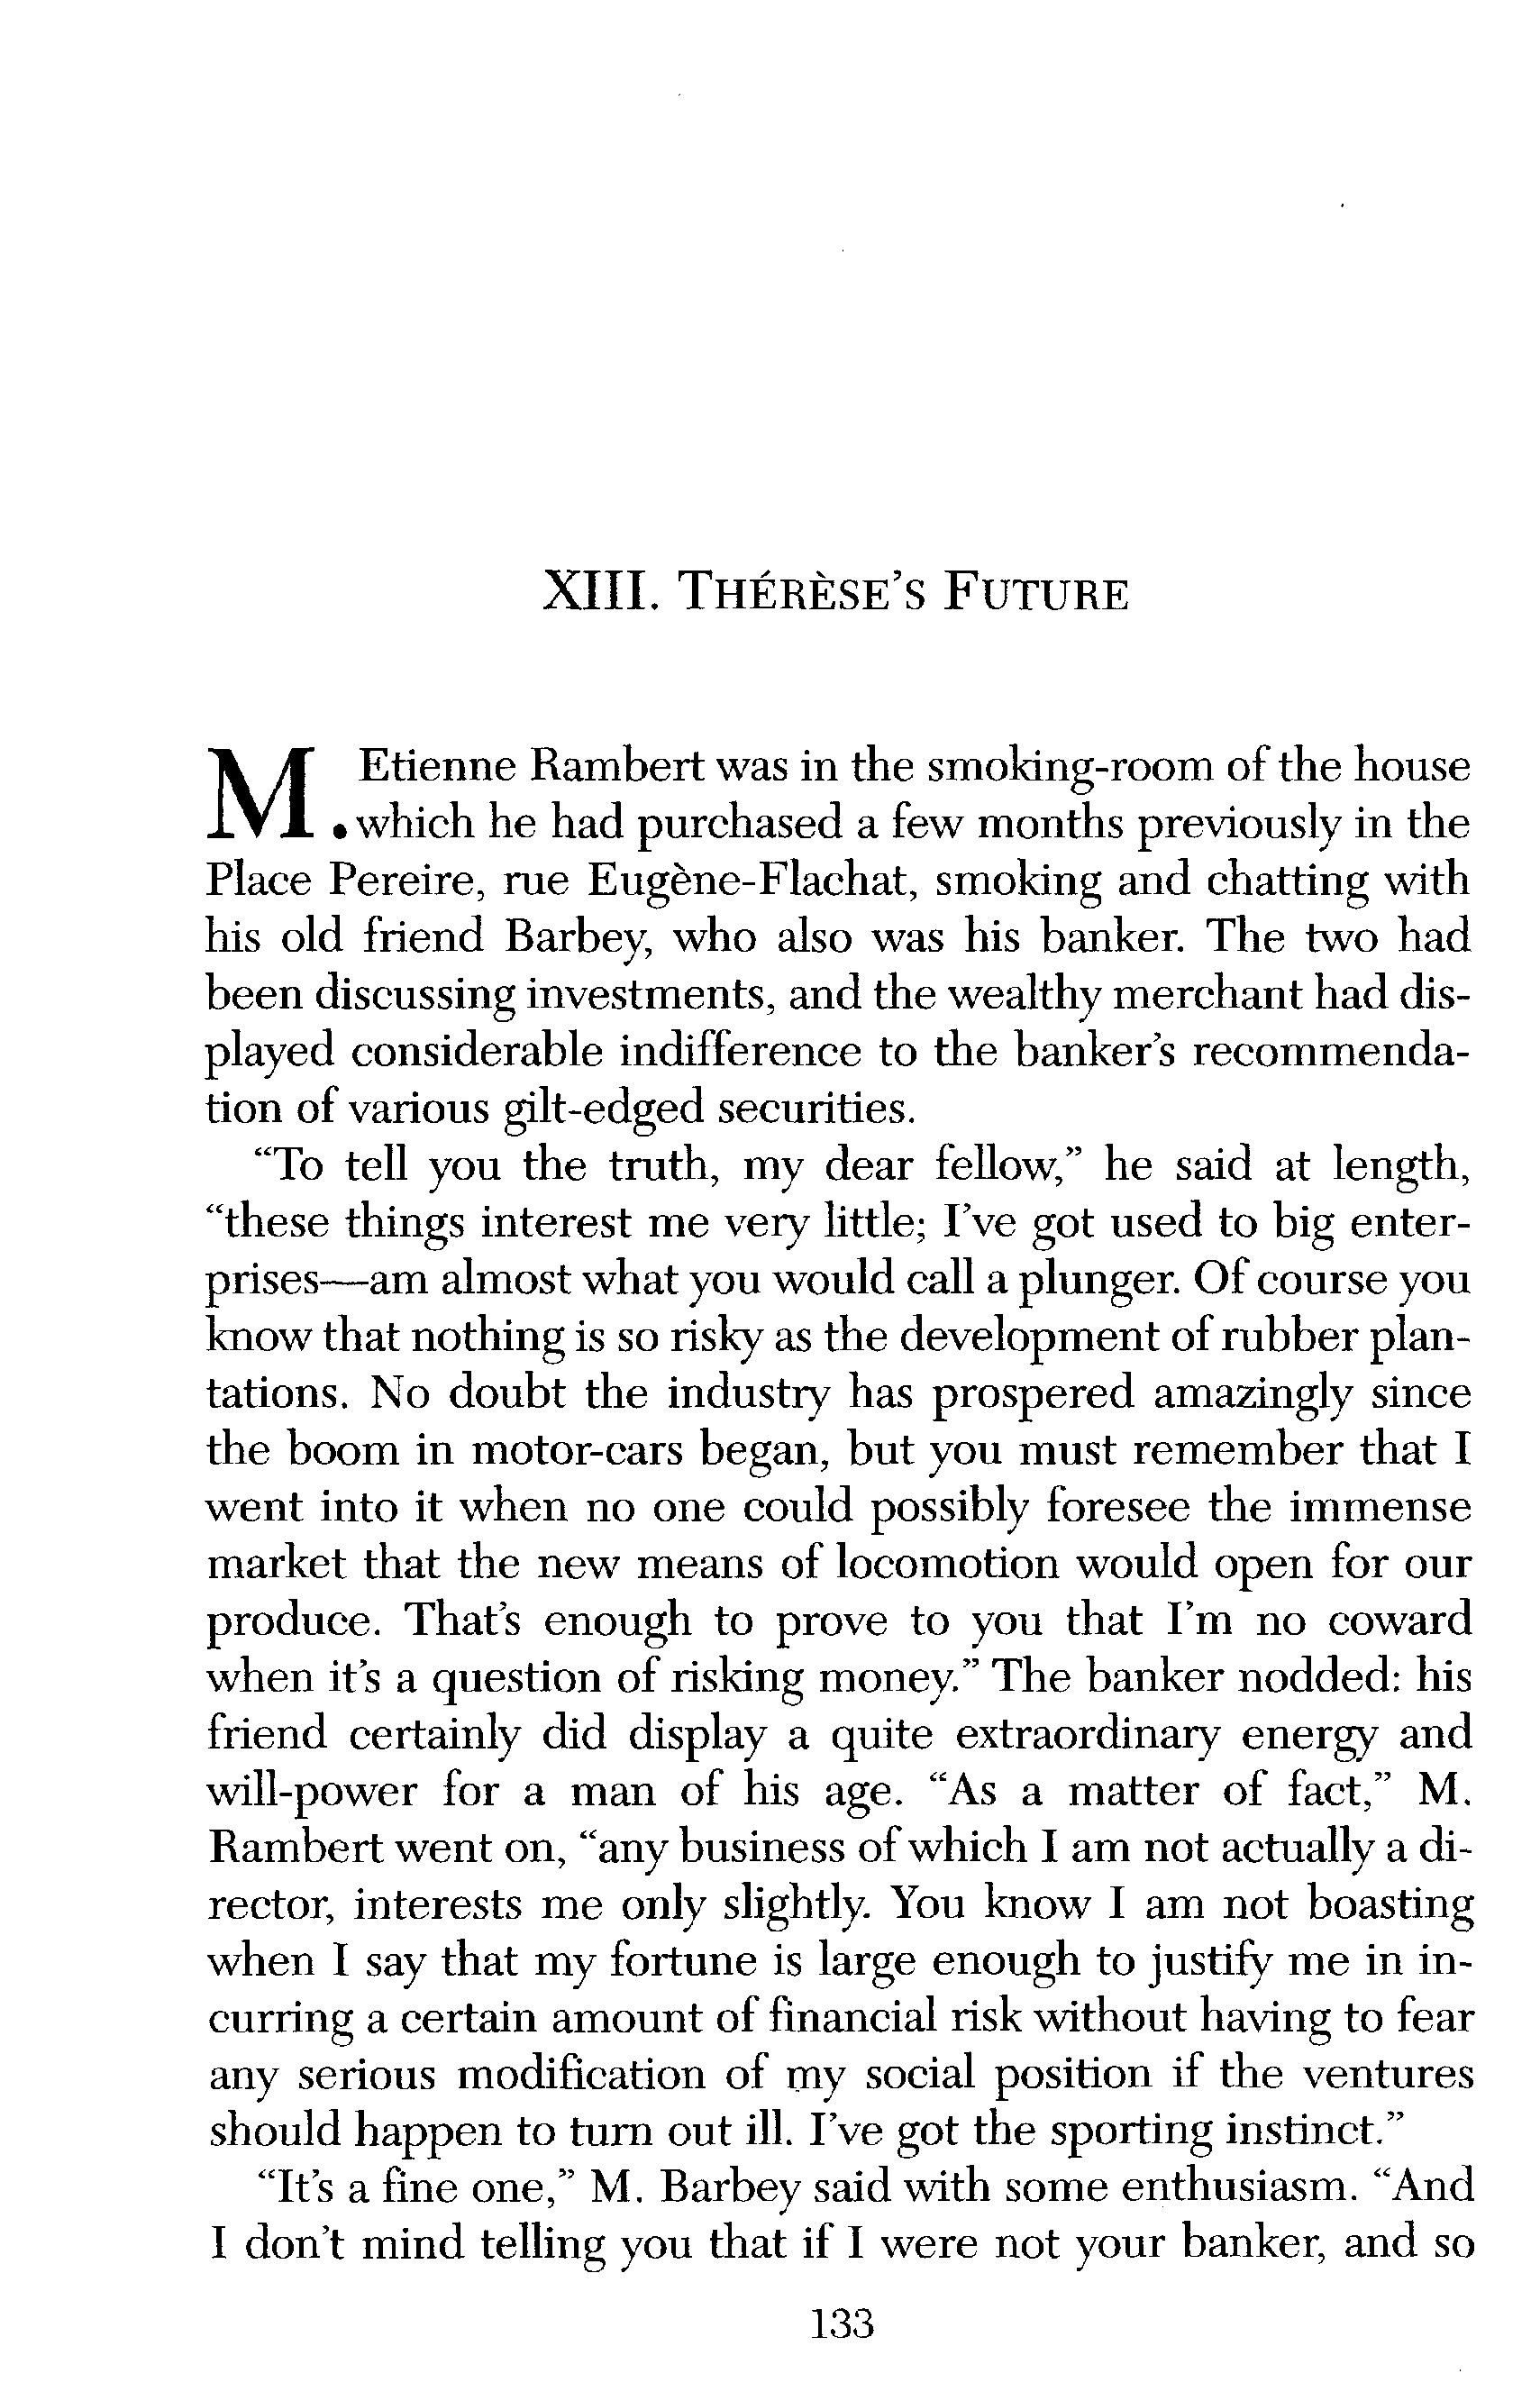 XIII. THÉRÈSE'S FUTURE
M. Etienne Rambert was in the smoking-room of the house
which he had purchased a few months previously in the
Place Pereire, rue Eugène-Flachat, smoking and chatting with
his old friend Barbey, who also was his banker. The two had
been discussing investments, and the wealthy merchant had dis-
played considerable indifference to the banker's recommenda-
tion of various gilt-edged securities.
“To tell you the truth, my dear fellow,” he said at length,
“these things interest me very little; I've got used to big enter-
prises—am almost what you would call a plunger. Of course you
know that nothing is so risky as the development of rubber plan-
tations. No doubt the industry has prospered amazingly since
the boom in motor-cars began, but you must remember that I
went into it when no one could possibly foresee the immense
market that the new means of locomotion would open for our
produce. That's enough to prove to you that I'm no coward
when it's a question of risking money.” The banker nodded: his
friend certainly did display a quite extraordinary energy and
will-power for a man of his age. “As a matter of fact,” M.
Rambert went on, “any business of which I am not actually a di-
rector, interests me only slightly. You know I am not boasting
when I say that my fortune is large enough to justify me in in-
curring a certain amount of financial risk without having to fear
any serious modification of my social position if the ventures
should happen to turn out ill. I've got the sporting instinct.”
“It's a fine one,” M. Barbey said with some enthusiasm. “And
I don't mind telling you that if I were not your banker, and so
133